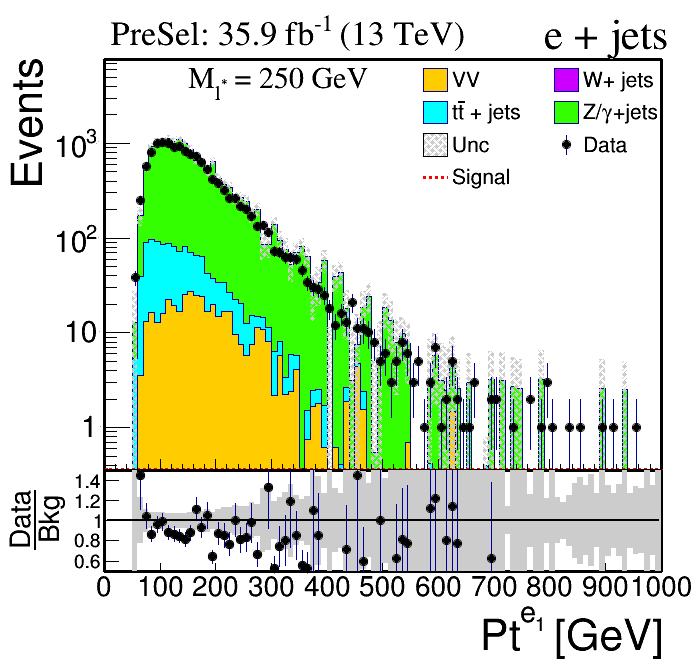 PreSel: 35.9 fb⁻¹ (13 TeV) e + jets
M_l* = 250 GeV
VV W+ jets
tt̄ + jets Z/γ+jets
Unc Data
Signal
Events
10³
10²
10
1
Data
Bkg
1.4
1.2
1
0.8
0.6
0 100 200 300 400 500 600 700 800 900 1000
Pt^e₁ [GeV]